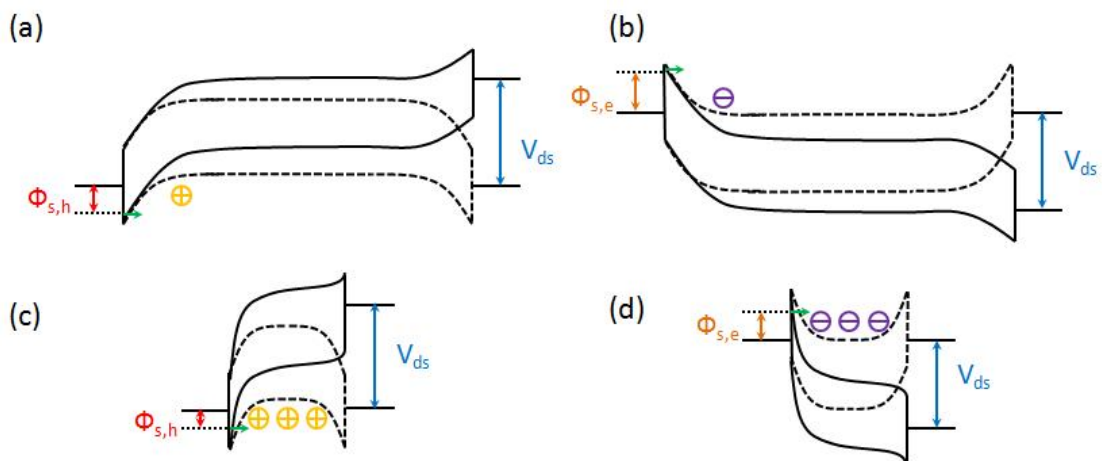 (a)
Φs,h
⊕
Vds
(b)
Φs,e
⊖
Vds
(c)
Φs,h
⊕ ⊕ ⊕
Vds
(d)
Φs,e
⊖ ⊖ ⊖
Vds